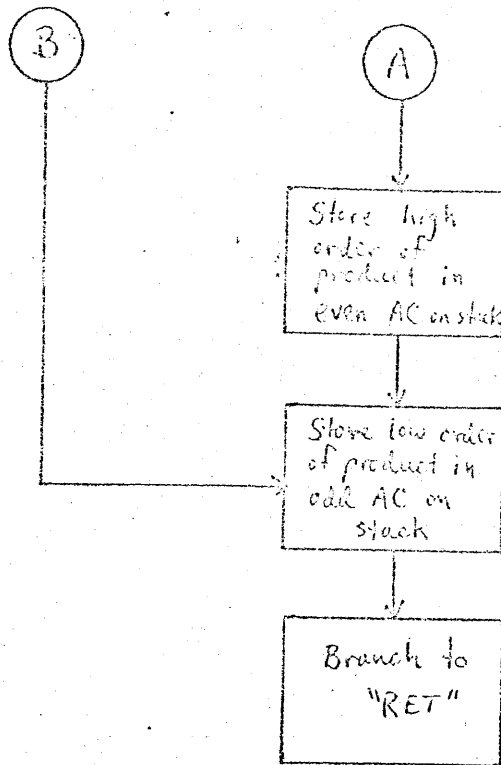 B
A
Store high
order of
product in
even AC on stack
Store low order
of product in
odd AC on
stack
Branch to
"RET"